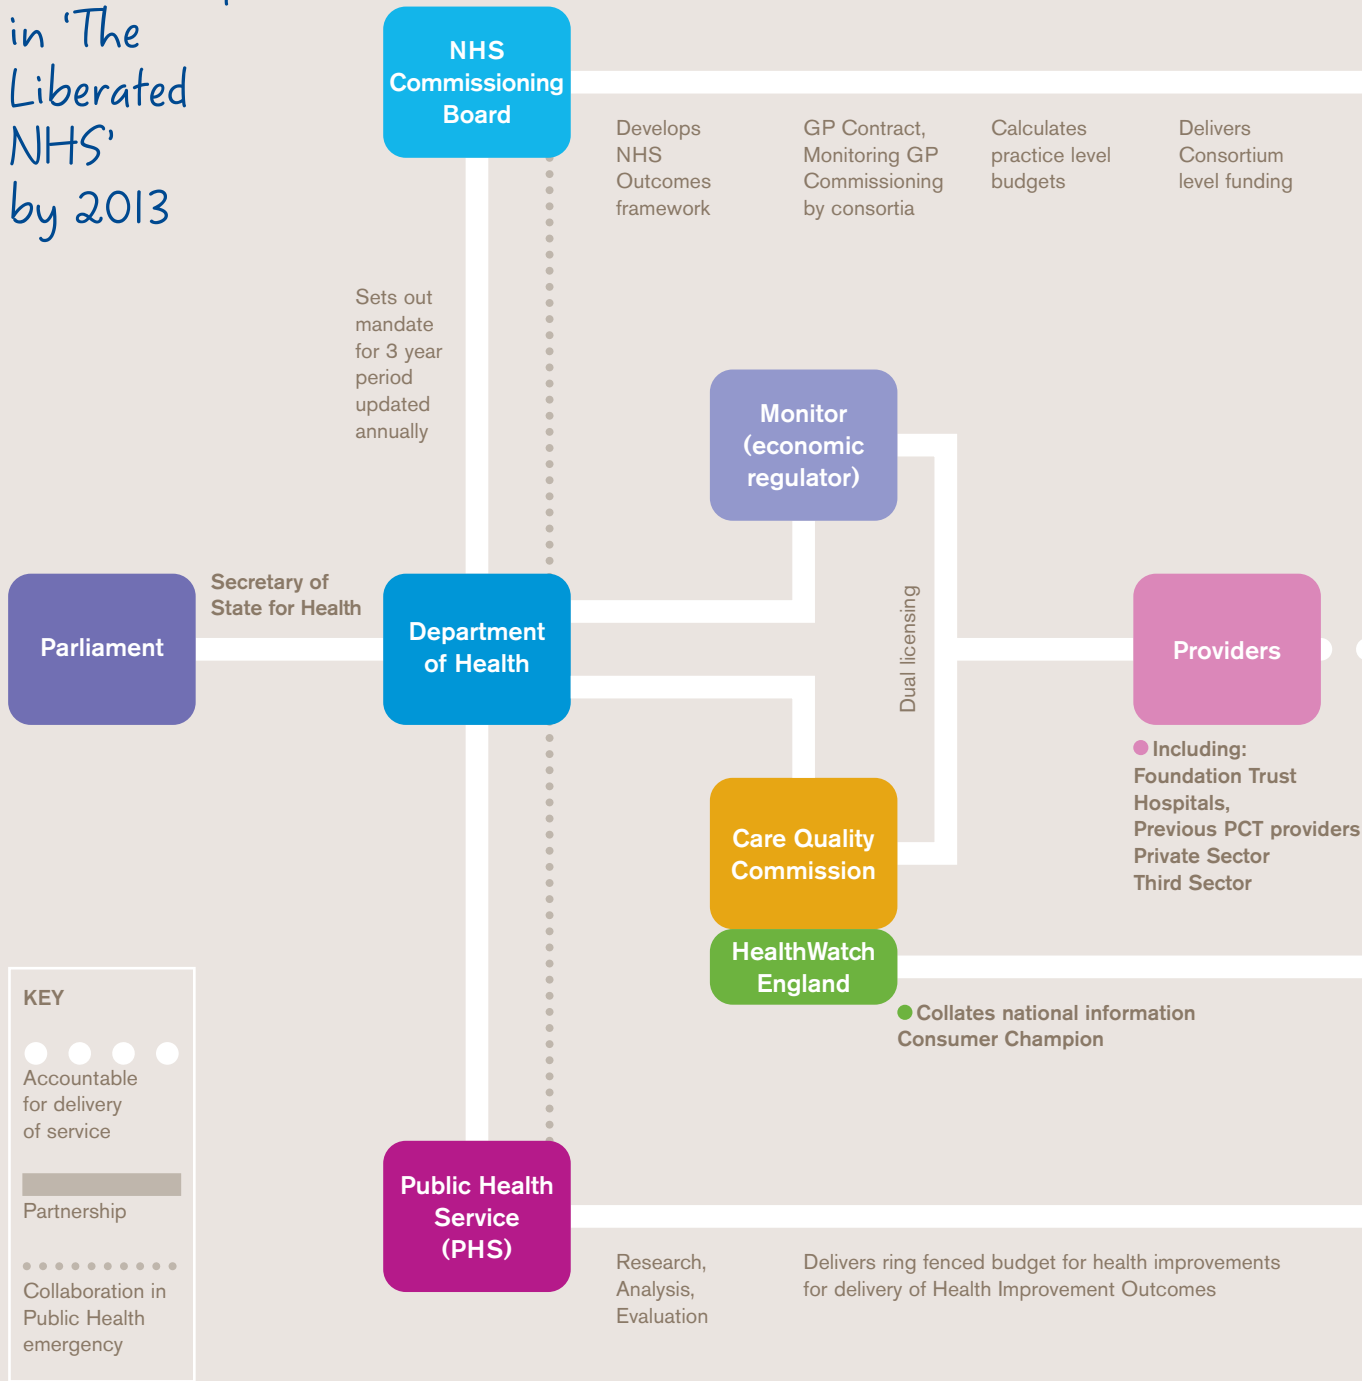 in ‘The
Liberated
NHS’
by 2013
NHS
Commissioning
Board
Develops
NHS
Outcomes
framework
GP Contract,
Monitoring GP
Commissioning
by consortia
Calculates
practice level
budgets
Delivers
Consortium
level funding
Sets out
mandate
for 3 year
period
updated
annually
Monitor
(economic
regulator)
Parliament
Secretary of
State for Health
Department
of Health
Dual licensing
Providers
Including:
Foundation Trust
Hospitals,
Previous PCT providers
Private Sector
Third Sector
Care Quality
Commission
HealthWatch
England
Collates national information
Consumer Champion
KEY
Accountable
for delivery
of service
Partnership
Collaboration in
Public Health
emergency
Public Health
Service
(PHS)
Research,
Analysis,
Evaluation
Delivers ring fenced budget for health improvements
for delivery of Health Improvement Outcomes